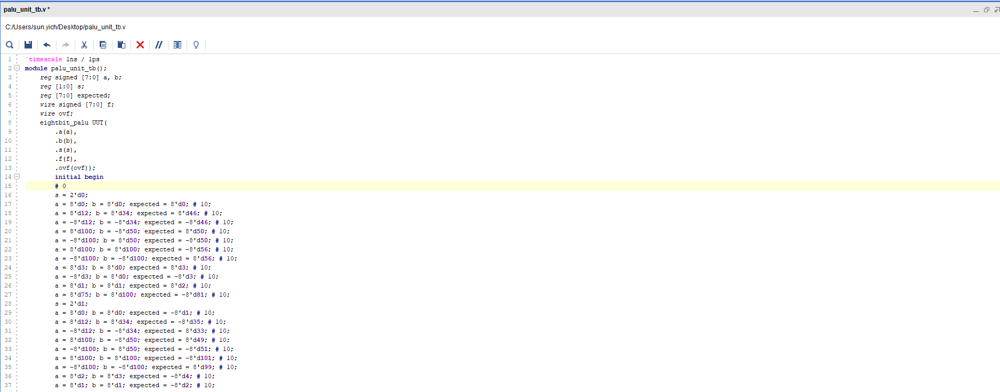 palu_unit_tb.v *
C:/Users/sun.yich/Desktop/palu_unit_tb.v
1 `timescale 1ns / 1ps
2 module palu_unit_tb();
3 reg signed [7:0] a, b;
4 reg [1:0] s;
5 reg [7:0] expected;
6 wire signed [7:0] f;
7 wire ovf;
8 eightbit_palu UUT(
9 .a(a),
10 .b(b),
11 .s(s),
12 .f(f),
13 .ovf(ovf));
14 initial begin
15 # 0
16 s = 2'd0;
17 a = 8'd0; b = 8'd0; expected = 8'd0; # 10;
18 a = 8'd12; b = 8'd34; expected = 8'd46; # 10;
19 a = -8'd12; b = -8'd34; expected = -8'd46; # 10;
20 a = 8'd100; b = -8'd50; expected = 8'd50; # 10;
21 a = -8'd100; b = 8'd50; expected = -8'd50; # 10;
22 a = 8'd100; b = 8'd100; expected = -8'd56; # 10;
23 a = -8'd100; b = -8'd100; expected = 8'd56; # 10;
24 a = 8'd3; b = 8'd0; expected = 8'd3; # 10;
25 a = -8'd3; b = 8'd0; expected = -8'd3; # 10;
26 a = 8'd1; b = 8'd1; expected = 8'd2; # 10;
27 a = 8'd75; b = 8'd100; expected = -8'd81; # 10;
28 s = 2'd1;
29 a = 8'd0; b = 8'd0; expected = -8'd1; # 10;
30 a = 8'd12; b = 8'd34; expected = -8'd35; # 10;
31 a = -8'd12; b = -8'd34; expected = 8'd33; # 10;
32 a = 8'd100; b = -8'd50; expected = 8'd49; # 10;
33 a = -8'd100; b = 8'd50; expected = -8'd51; # 10;
34 a = 8'd100; b = 8'd100; expected = -8'd101; # 10;
35 a = -8'd100; b = -8'd100; expected = 8'd99; # 10;
36 a = 8'd2; b = 8'd3; expected = -8'd4; # 10;
37 a = 8'd1; b = 8'd1; expected = -8'd2; # 10;